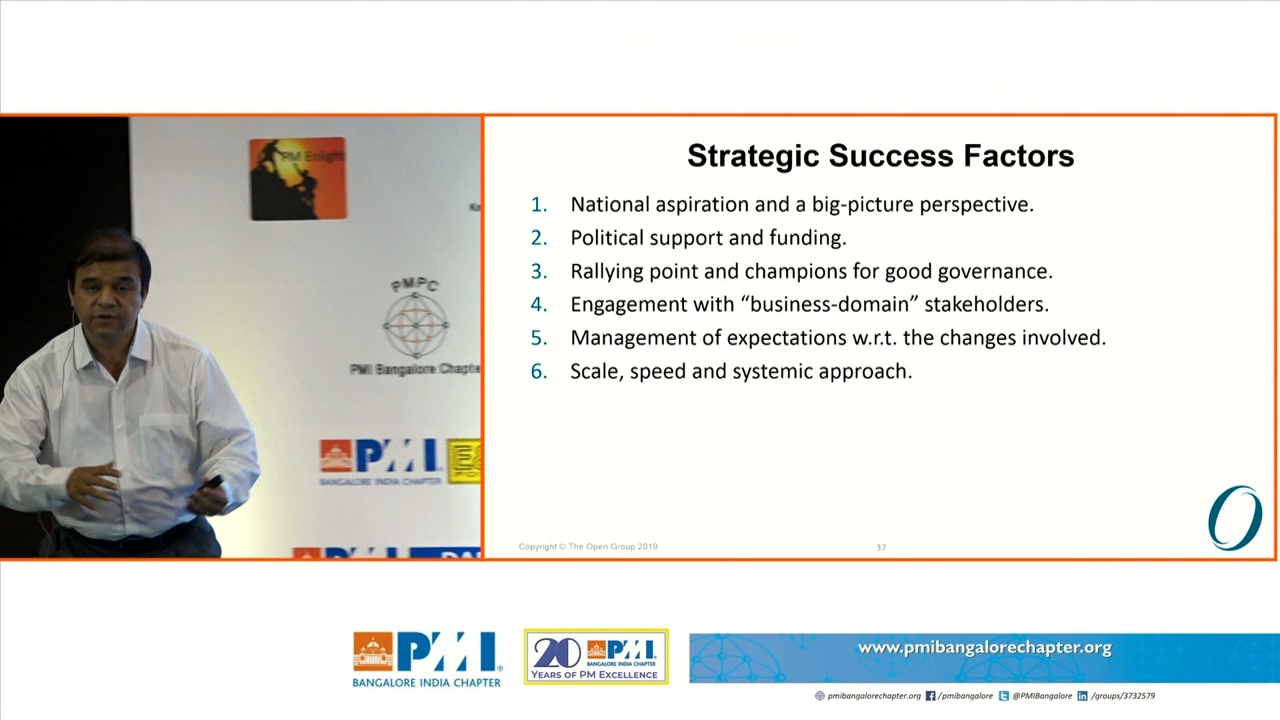 PM Enlight
PMPC
PMI Bangalore Chapte
PMI
BANGALORE INDIA CHAPTER
Strategic Success Factors
1. National aspiration and a big-picture perspective.
2. Political support and funding.
3. Rallying point and champions for good governance.
4. Engagement with “business-domain” stakeholders.
5. Management of expectations w.r.t. the changes involved.
6. Scale, speed and systemic approach.
Copyright © The Open Group 2019
37
PMI®
BANGALORE INDIA CHAPTER
20
PMI
BANGALORE INDIA CHAPTER
YEARS OF PM EXCELLENCE
www.pmibangalorechapter.org
pmibangalorechapter.org /pmibangalore @PMIBangalore /groups/3732579